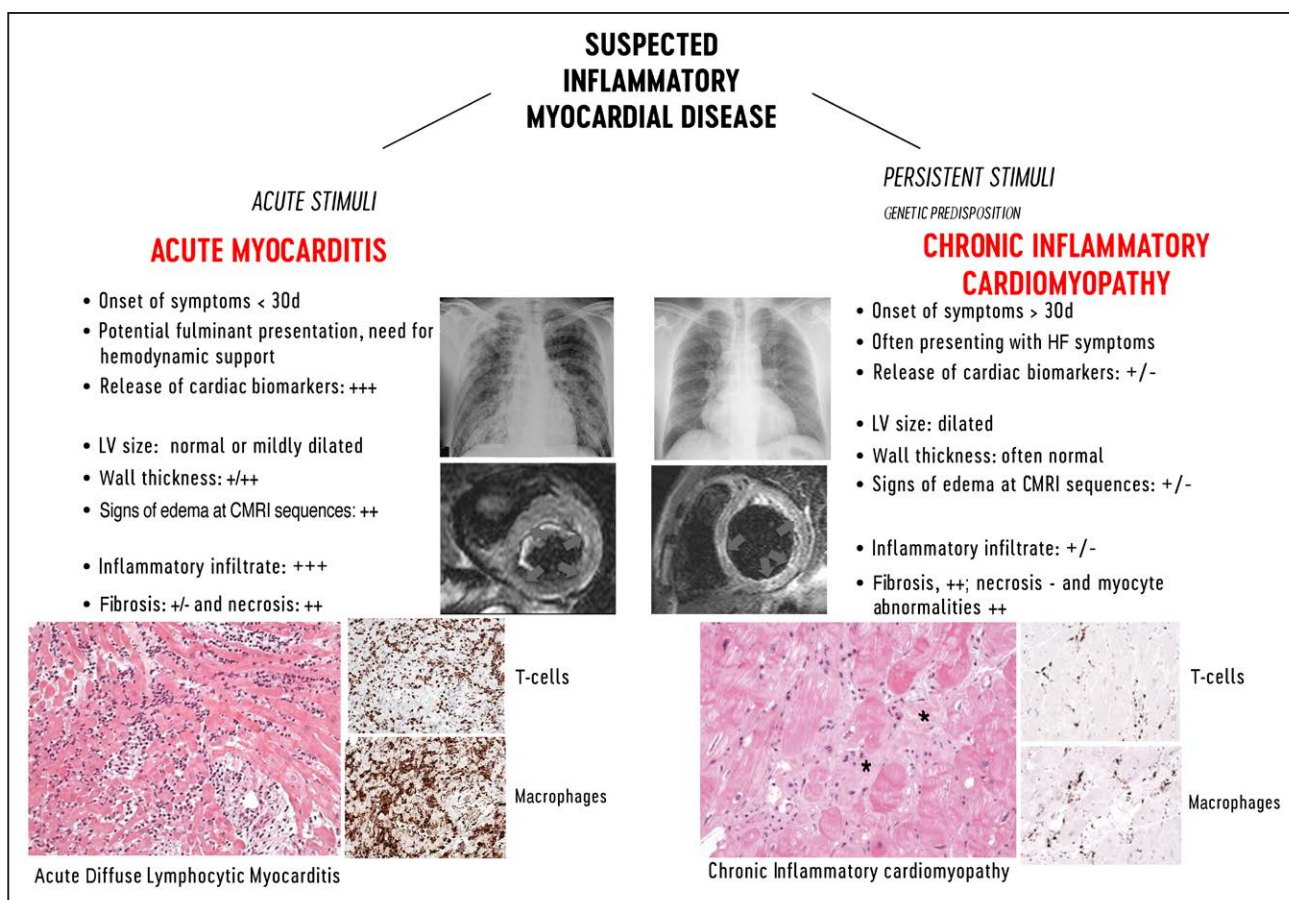 SUSPECTED
INFLAMMATORY
MYOCARDIAL DISEASE
ACUTE STIMULI
ACUTE MYOCARDITIS
• Onset of symptoms < 30d
• Potential fulminant presentation, need for
hemodynamic support
• Release of cardiac biomarkers: +++
• LV size: normal or mildly dilated
• Wall thickness: +/++
• Signs of edema at CMRI sequences: ++
• Inflammatory infiltrate: +++
• Fibrosis: +/- and necrosis: ++
T-cells
Macrophages
Acute Diffuse Lymphocytic Myocarditis
PERSISTENT STIMULI
GENETIC PREDISPOSITION
CHRONIC INFLAMMATORY
CARDIOMYOPATHY
• Onset of symptoms > 30d
• Often presenting with HF symptoms
• Release of cardiac biomarkers: +/-
• LV size: dilated
• Wall thickness: often normal
• Signs of edema at CMRI sequences: +/-
• Inflammatory infiltrate: +/-
• Fibrosis, ++; necrosis - and myocyte
abnormalities ++
*
*
T-cells
Macrophages
Chronic Inflammatory cardiomyopathy